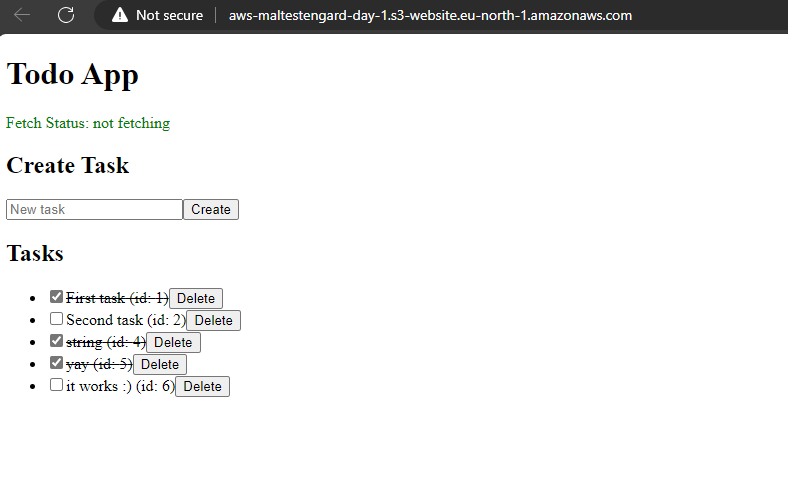 Not secure aws-maltestengard-day-1.s3-website.eu-north-1.amazonaws.com
Todo App
Fetch Status: not fetching
Create Task
New task Create
Tasks
First task (id: 1) Delete
Second task (id: 2) Delete
string (id: 4) Delete
yay (id: 5) Delete
it works :) (id: 6) Delete